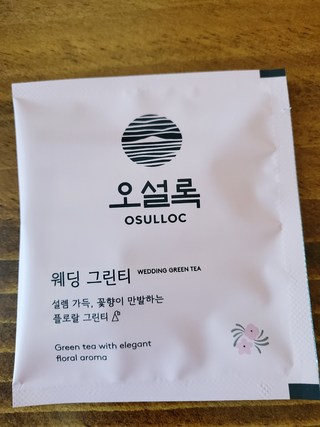 오설록
OSULLOC
웨딩 그린티 WEDDING GREEN TEA
설렘 가득, 꽃향이 만발하는
플로랄 그린티
Green tea with elegant
floral aroma